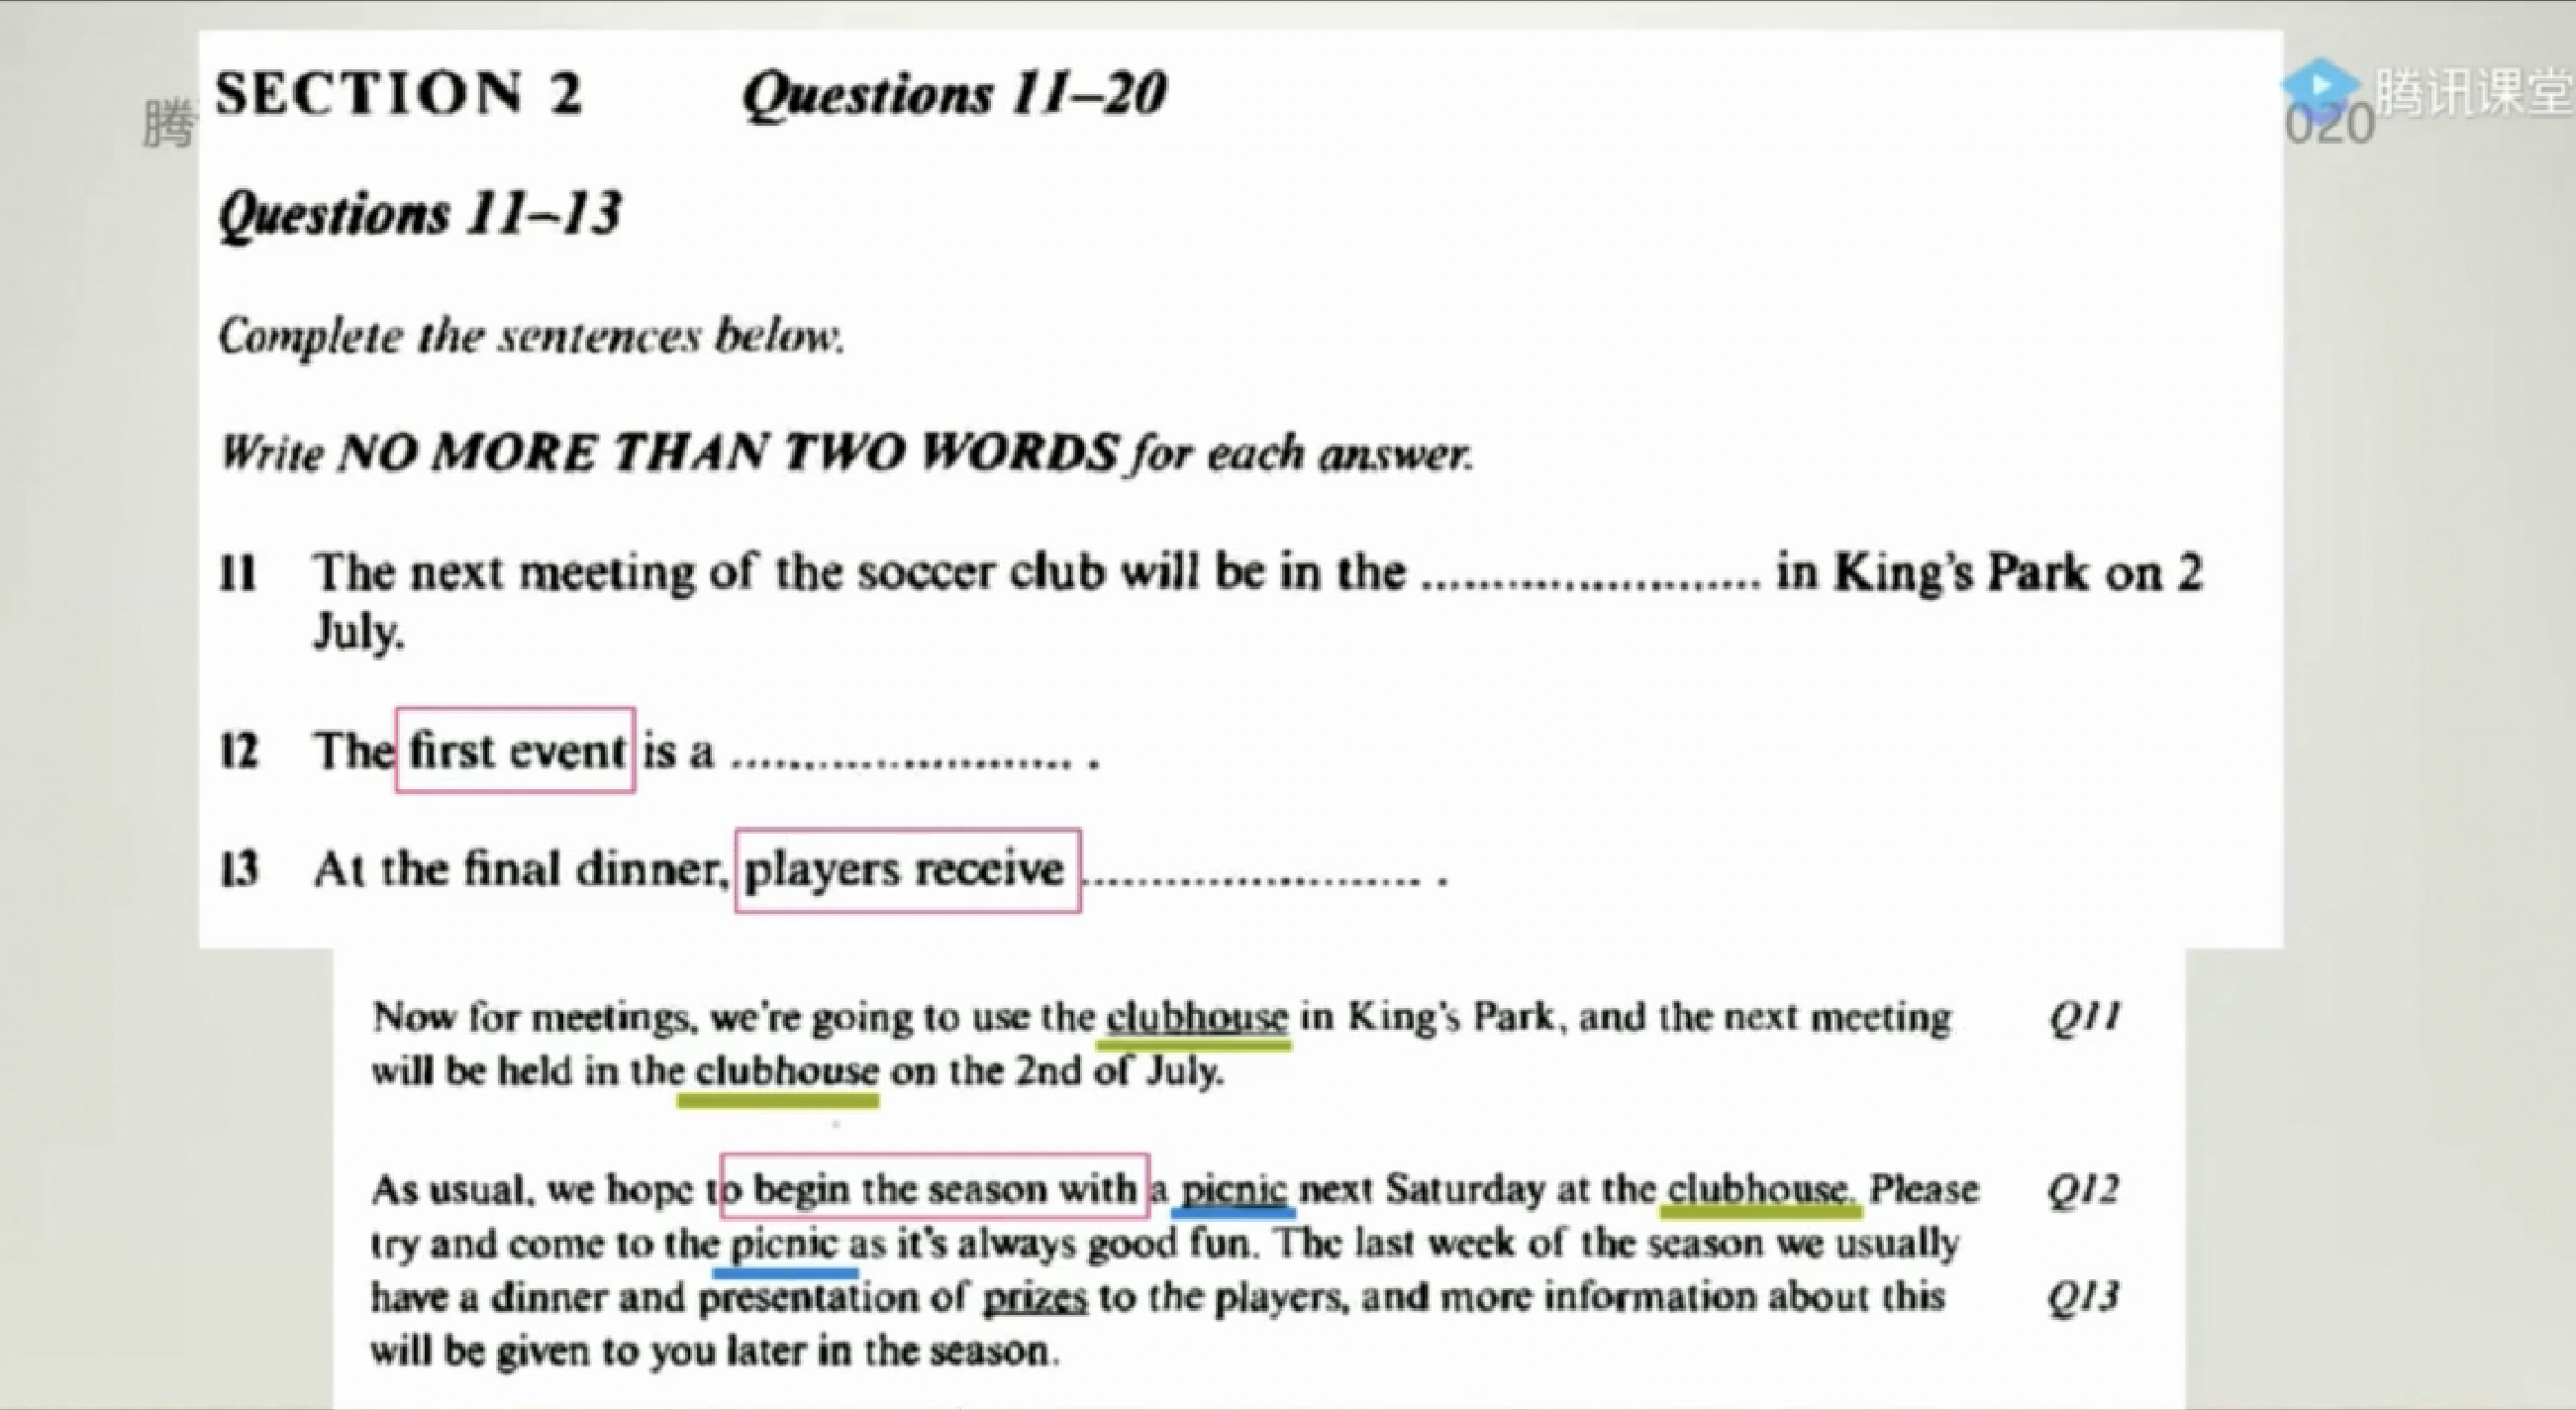 SECTION 2 Questions 11–20
腾 020 腾讯课堂
Questions 11–13
Complete the sentences below.
Write NO MORE THAN TWO WORDS for each answer.
11 The next meeting of the soccer club will be in the ........................ in King's Park on 2
July.
12 The first event is a ........................ .
13 At the final dinner, players receive ........................ .
Now for meetings, we're going to use the clubhouse in King's Park, and the next meeting Q11
will be held in the clubhouse on the 2nd of July.
As usual, we hope to begin the season with a picnic next Saturday at the clubhouse. Please Q12
try and come to the picnic as it's always good fun. The last week of the season we usually
have a dinner and presentation of prizes to the players, and more information about this Q13
will be given to you later in the season.